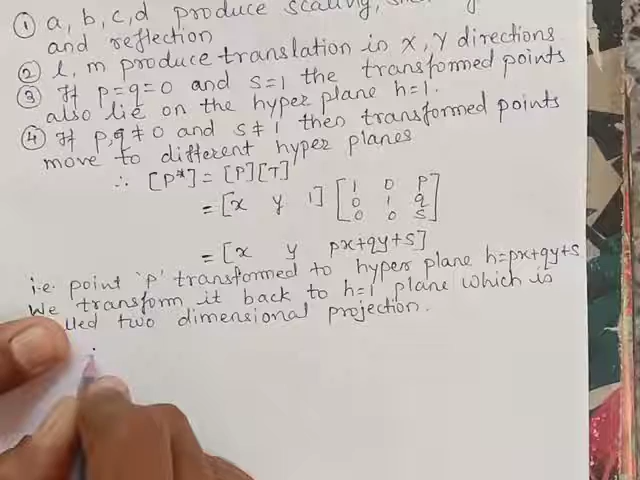 ① a, b, c, d produce scaling,
and reflection
② l, m produce translation in x, y directions
③ If p=q=0 and s=1 the transformed points
also lie on the hyper plane h=1.
④ If p,q ≠ 0 and s ≠ 1 then transformed points
move to different hyper planes
∴ [P*] = [P][T]
= [x y 1] [1 0 p
0 1 q
0 0 s]
= [x y px+qy+s]
i.e. point 'p' transformed to hyper plane h=px+qy+s
We transform it back to h=1 plane which is
two dimensional projection.